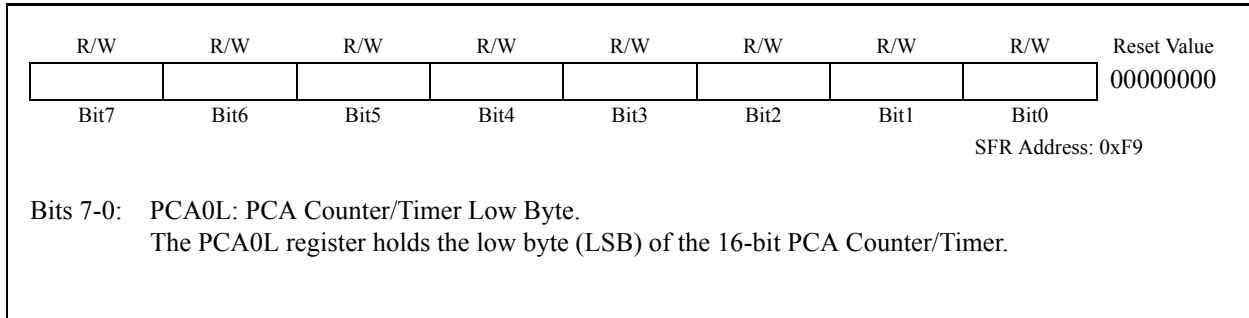 R/W R/W R/W R/W R/W R/W R/W R/W Reset Value
00000000
Bit7 Bit6 Bit5 Bit4 Bit3 Bit2 Bit1 Bit0
SFR Address: 0xF9
Bits 7-0: PCA0L: PCA Counter/Timer Low Byte.
The PCA0L register holds the low byte (LSB) of the 16-bit PCA Counter/Timer.